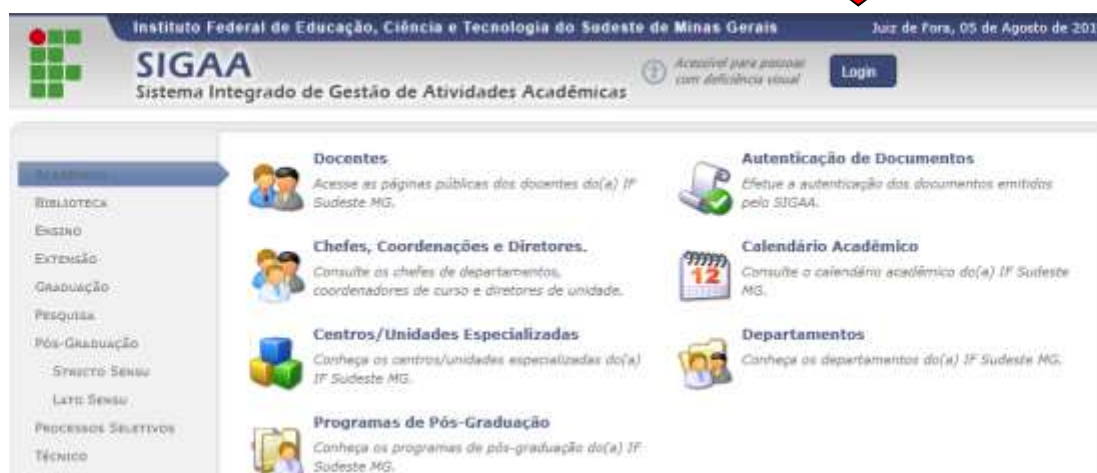 Instituto Federal de Educação, Ciência e Tecnologia do Sudeste de Minas Gerais
Juiz de Fora, 05 de Agosto de 201
SIGAA
Sistema Integrado de Gestão de Atividades Acadêmicas
Acessível para pessoas
com deficiência visual
Login
Biblioteca
Ensino
Extensão
Graduação
Pesquisa
Pós-Graduação
Stricto Sensu
Lato Sensu
Processos Seletivos
Técnico
Docentes
Acesse as páginas públicas dos docentes do(a) IF
Sudeste MG.
Chefes, Coordenações e Diretores.
Consulte os chefes de departamentos,
coordenadores de curso e diretores de unidade.
Centros/Unidades Especializadas
Conheça os centros/unidades especializadas do(a)
IF Sudeste MG.
Programas de Pós-Graduação
Conheça os programas de pós-graduação do(a) IF
Sudeste MG.
Autenticação de Documentos
Efetue a autenticação dos documentos emitidos
pelo SIGAA.
12
Calendário Acadêmico
Consulte o calendário acadêmico do(a) IF Sudeste
MG.
Departamentos
Conheça os departamentos do(a) IF Sudeste MG.